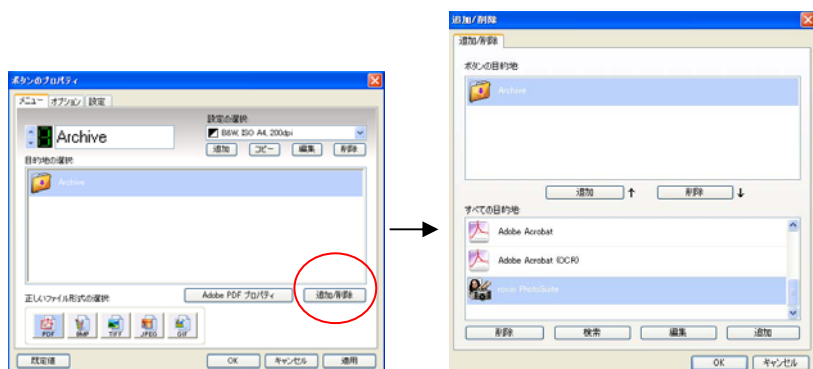 ボタンのプロパティ
メニュー オプション 設定
Archive
設定の選択
B&W, ISO A4, 200dpi
追加 コピー 編集 削除
目的地の選択
Archive
正しいファイル形式の選択
Adobe PDF プロパティ 追加/削除
PDF BMP TIFF JPEG GIF
既定値 OK キャンセル 適用
追加/削除
追加/削除
ボタンの目的地
Archive
追加 ↑ 削除 ↓
すべての目的地
Adobe Acrobat
Adobe Acrobat (OCR)
roxio PhotoSuite
削除 検索 編集 追加
OK キャンセル